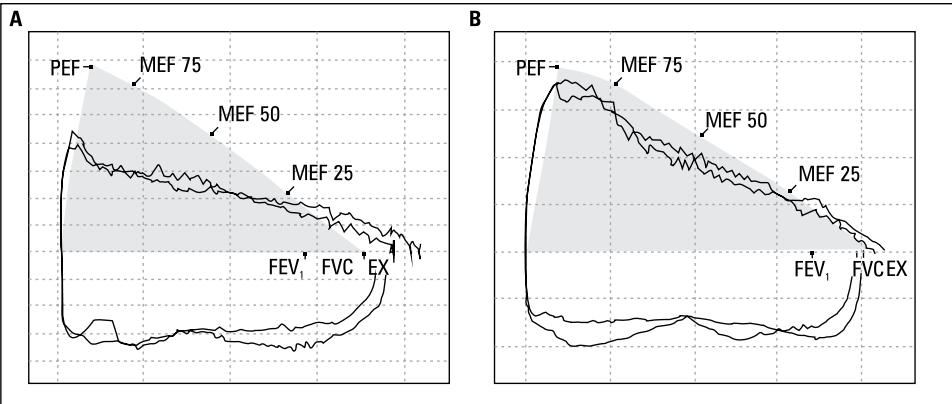 A
PEF
MEF 75
MEF 50
MEF 25
FEV₁ FVC EX
B
PEF
MEF 75
MEF 50
MEF 25
FEV₁ FVC EX